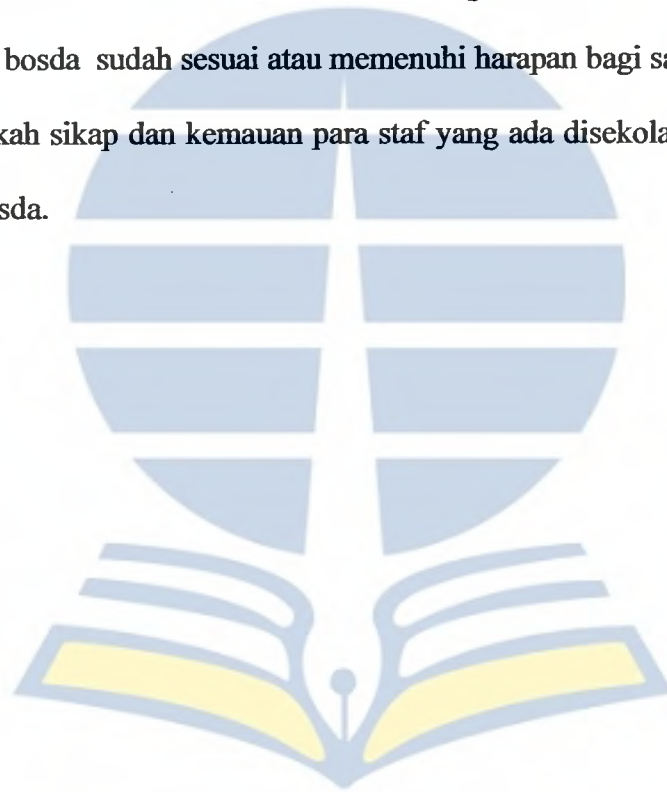 bosda sudah sesuai atau memenuhi harapan bagi sa
kah sikap dan kemauan para staf yang ada disekola
sda.